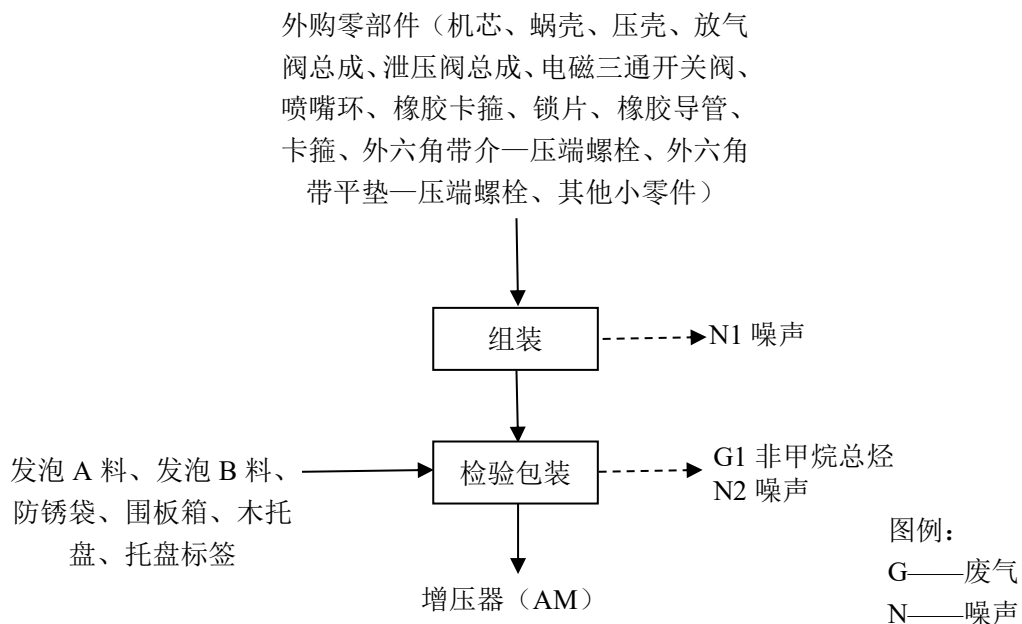 外购零部件（机芯、蜗壳、压壳、放气
阀总成、泄压阀总成、电磁三通开关阀、
喷嘴环、橡胶卡箍、锁片、橡胶导管、
卡箍、外六角带介—压端螺栓、外六角
带平垫—压端螺栓、其他小零件）
组装
N1 噪声
发泡 A 料、发泡 B 料、
防锈袋、围板箱、木托
盘、托盘标签
检验包装
G1 非甲烷总烃
N2 噪声
增压器（AM）
图例：
G——废气
N——噪声